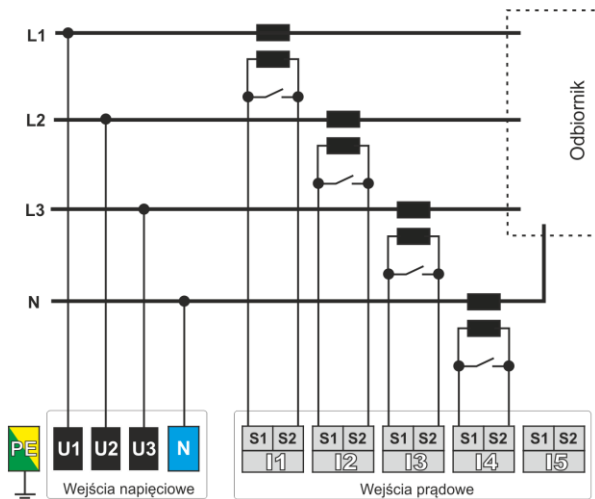 L1
L2
Odbiornik
L3
N
PE
U1 U2 U3 N
S1 S2 S1 S2 S1 S2 S1 S2 S1 S2
I1 I2 I3 I4 I5
Wejścia napięciowe
Wejścia prądowe